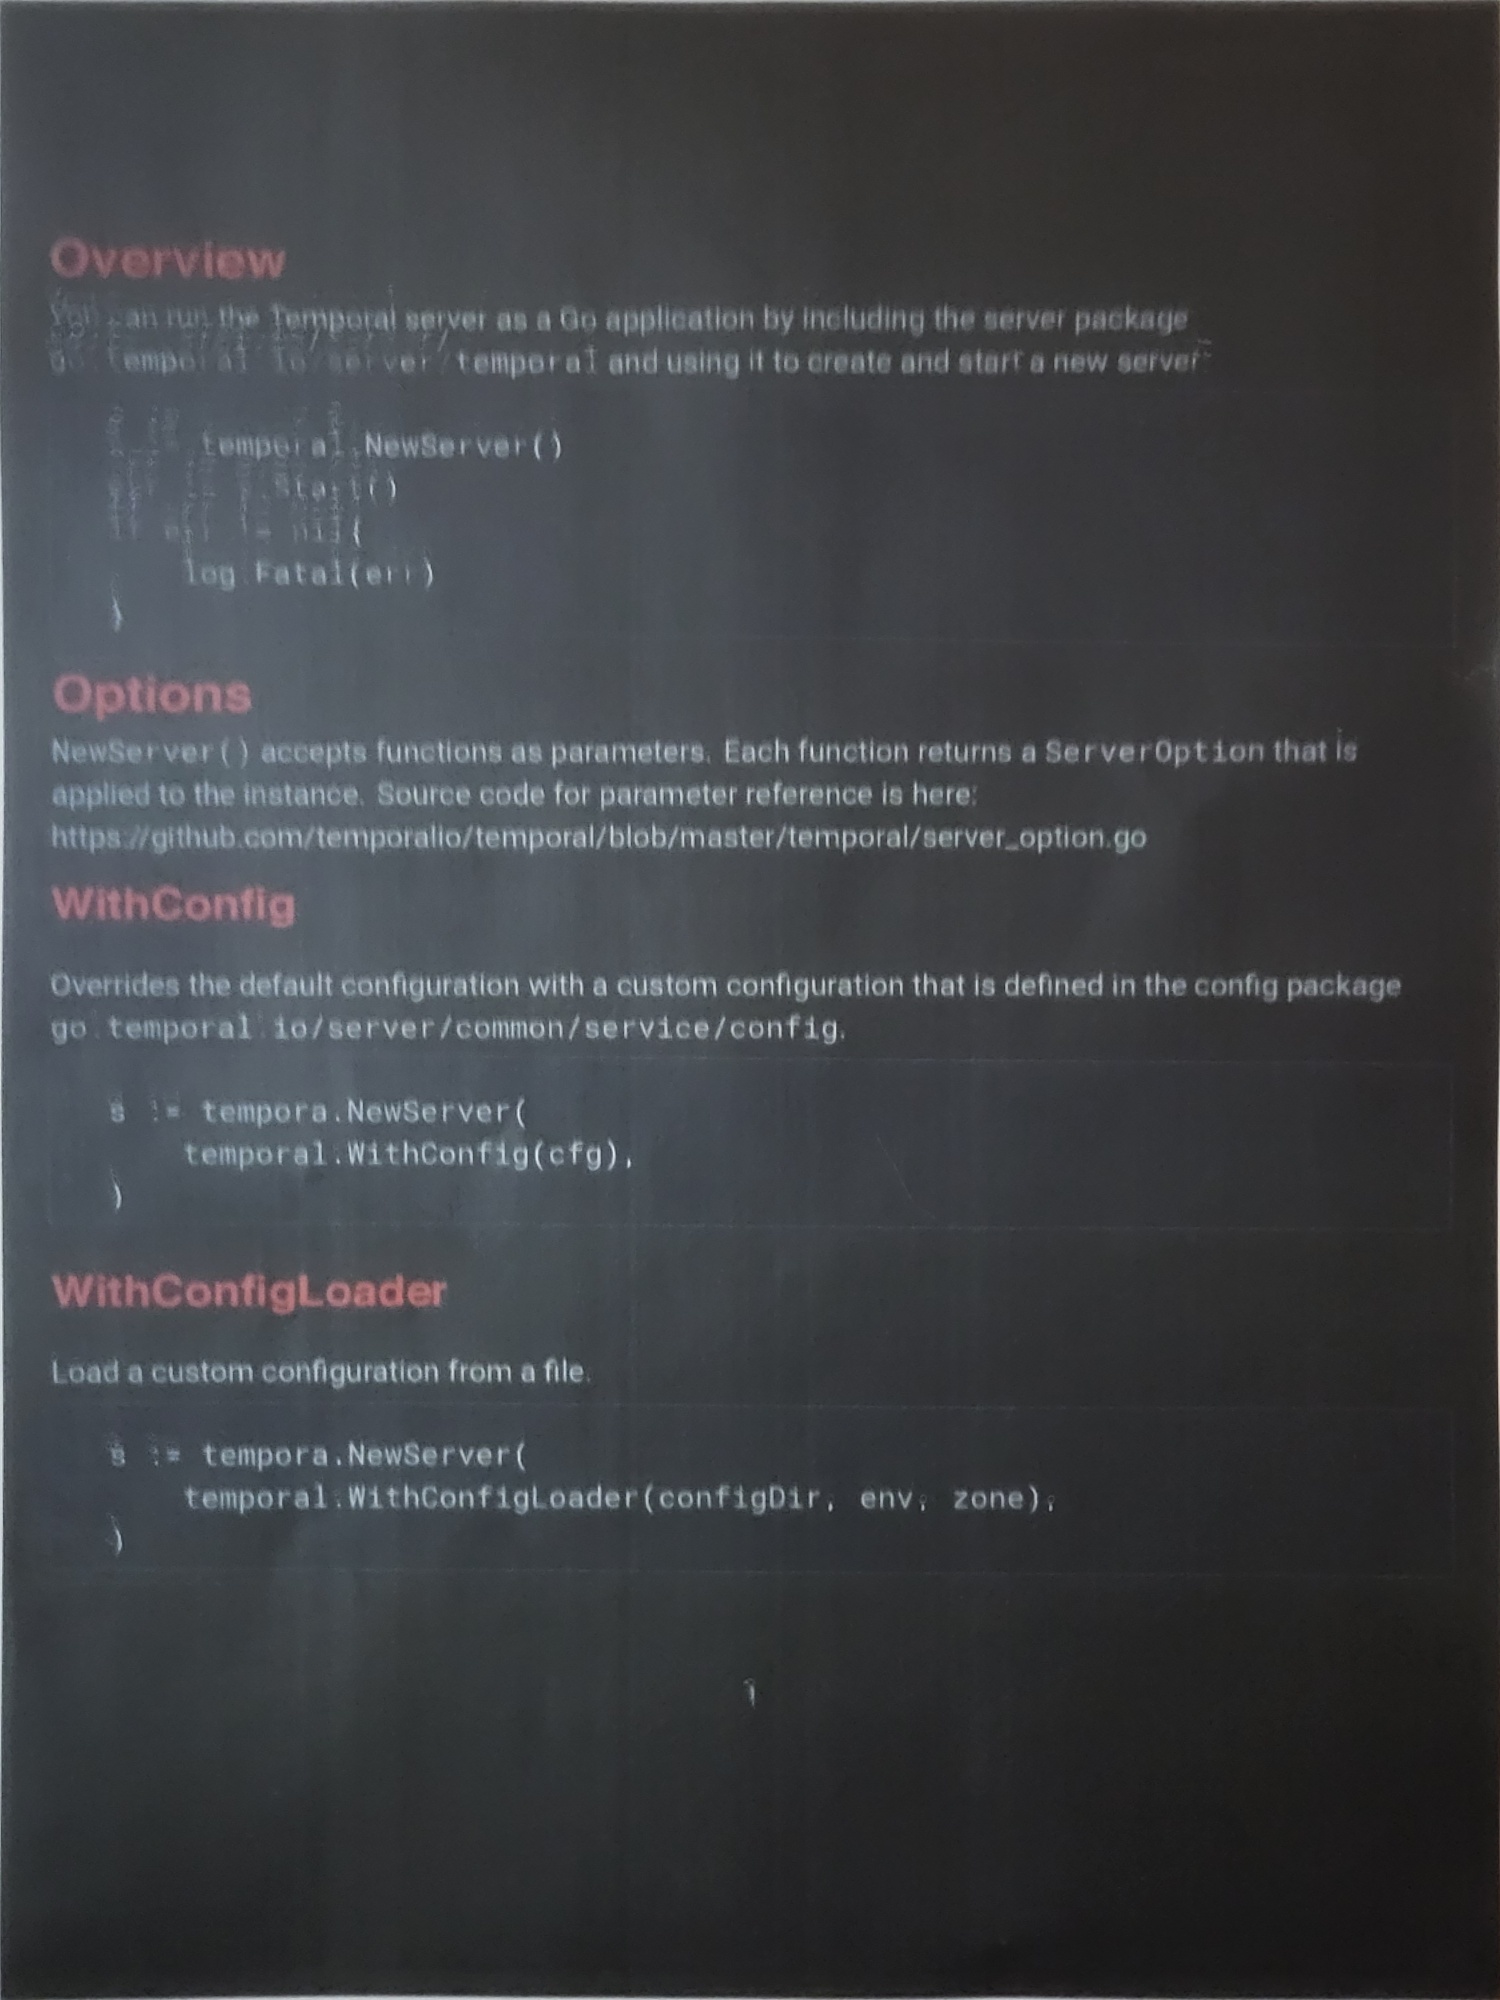 Overview
can run the Temporal server as a Go application by including the server package
go.temporal.io/server/temporal and using it to create and start a new server
temporal.NewServer()
.Start()
if err != nil{
log.Fatal(err)
}
Options
NewServer() accepts functions as parameters. Each function returns a ServerOption that is
applied to the instance. Source code for parameter reference is here:
https://github.com/temporalio/temporal/blob/master/temporal/server_option.go
WithConfig
Overrides the default configuration with a custom configuration that is defined in the config package
go.temporal.io/server/common/service/config.
s := tempora.NewServer(
temporal.WithConfig(cfg),
)
WithConfigLoader
Load a custom configuration from a file.
s := tempora.NewServer(
temporal.WithConfigLoader(configDir, env, zone),
)
1